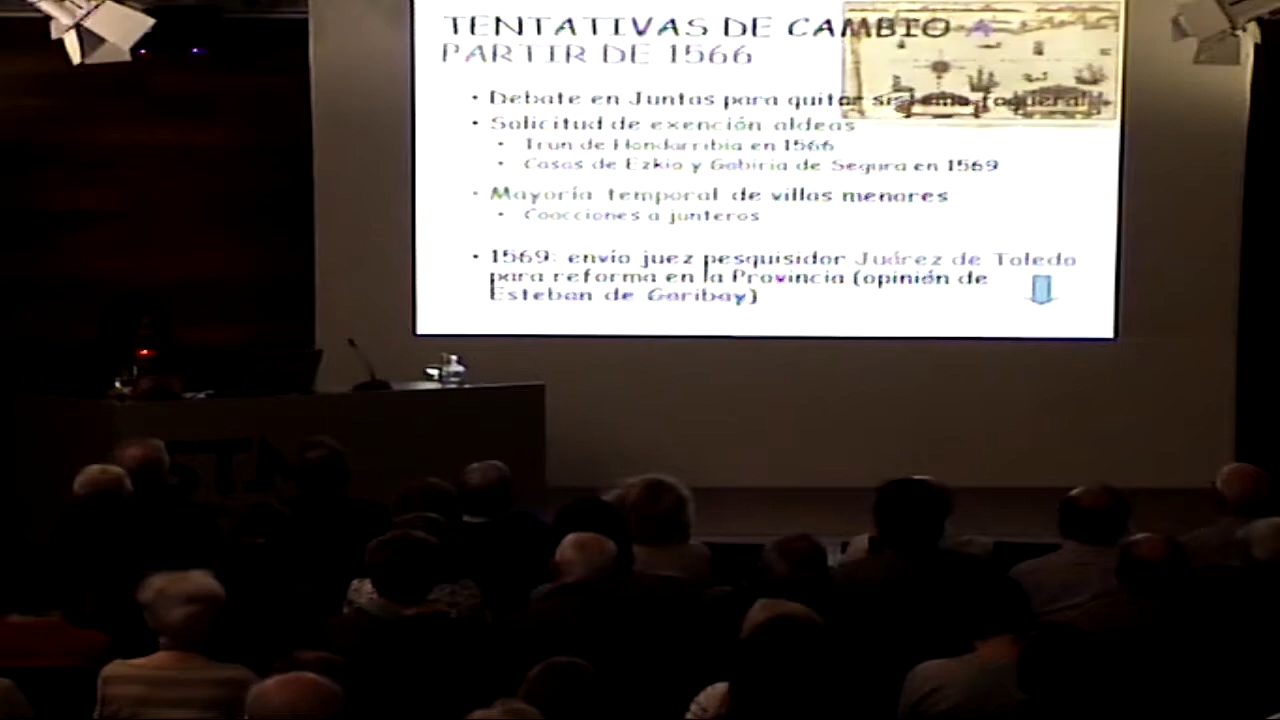 TENTATIVAS DE CAMBIO A
PARTIR DE 1566
• Debate en Juntas para quitar sistema fogueral
• Solicitud de exención aldeas
• Irun de Hondarribia en 1566
• Casas de Ezkio y Gabiria de Segura en 1569
• Mayoría temporal de villas menores
• Coacciones a junteros
• 1569: envío juez pesquisidor Juárez de Toledo
para reforma en la Provincia (opinión de
Esteban de Garibay)